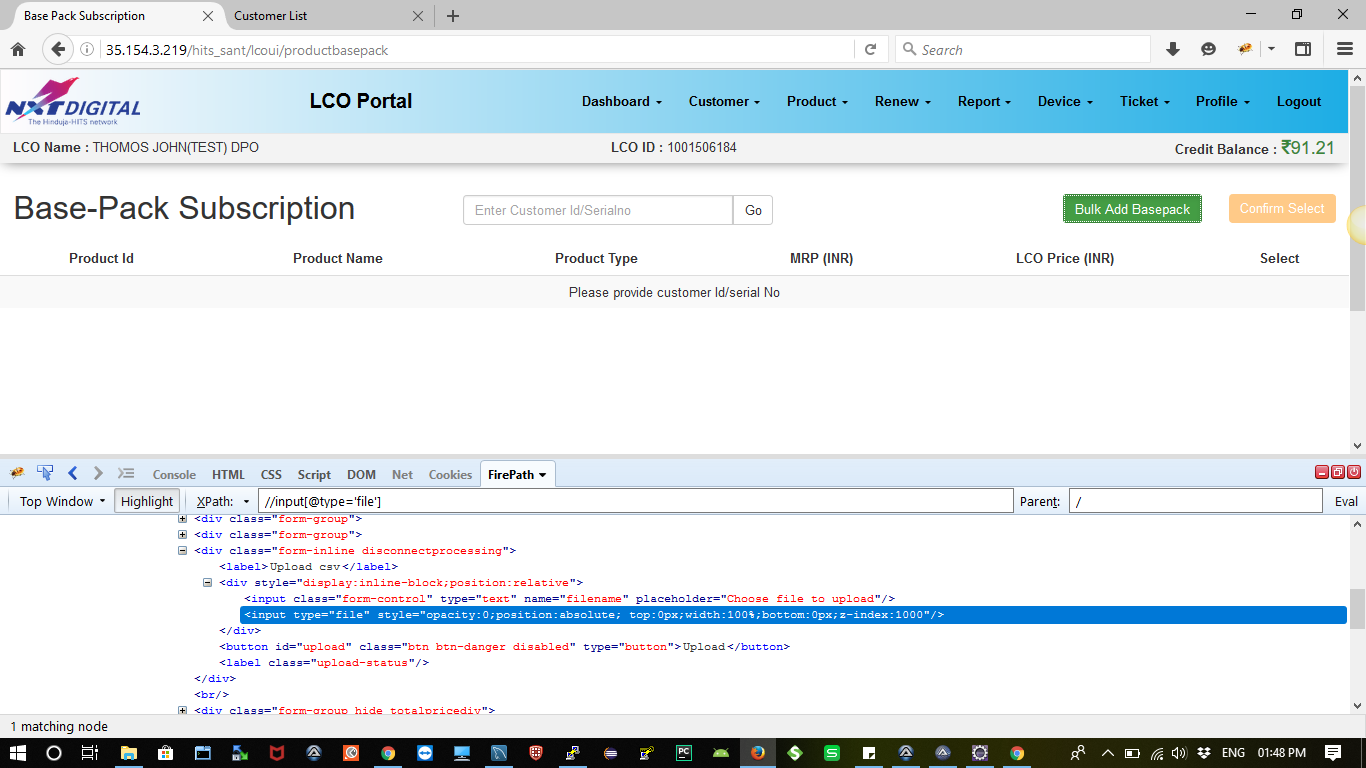 Base Pack Subscription
Customer List
35.154.3.219/hits_sant/lcoui/productbasepack
Search
NXTDIGITAL
The Hinduja-HITS network
LCO Portal
Dashboard Customer Product Renew Report Device Ticket Profile Logout
LCO Name : THOMOS JOHN(TEST) DPO LCO ID : 1001506184 Credit Balance : ₹91.21
Base-Pack Subscription Enter Customer Id/Serialno Go Bulk Add Basepack Confirm Select
Product Id Product Name Product Type MRP (INR) LCO Price (INR) Select
Please provide customer Id/serial No
Console HTML CSS Script DOM Net Cookies FirePath
Top Window Highlight XPath: //input[@type='file'] Parent: / Eval
<div class="form-group">
<div class="form-group">
<div class="form-inline disconnectprocessing">
<label>Upload csv</label>
<div style="display:inline-block;position:relative">
<input class="form-control" type="text" name="filename" placeholder="Choose file to upload"/>
<input type="file" style="opacity:0;position:absolute; top:0px;width:100%;bottom:0px;z-index:1000"/>
</div>
<button id="upload" class="btn btn-danger disabled" type="button">Upload</button>
<label class="upload-status"/>
</div>
<br/>
<div class="form-group hide totalpricediv">
1 matching node
ENG 01:48 PM